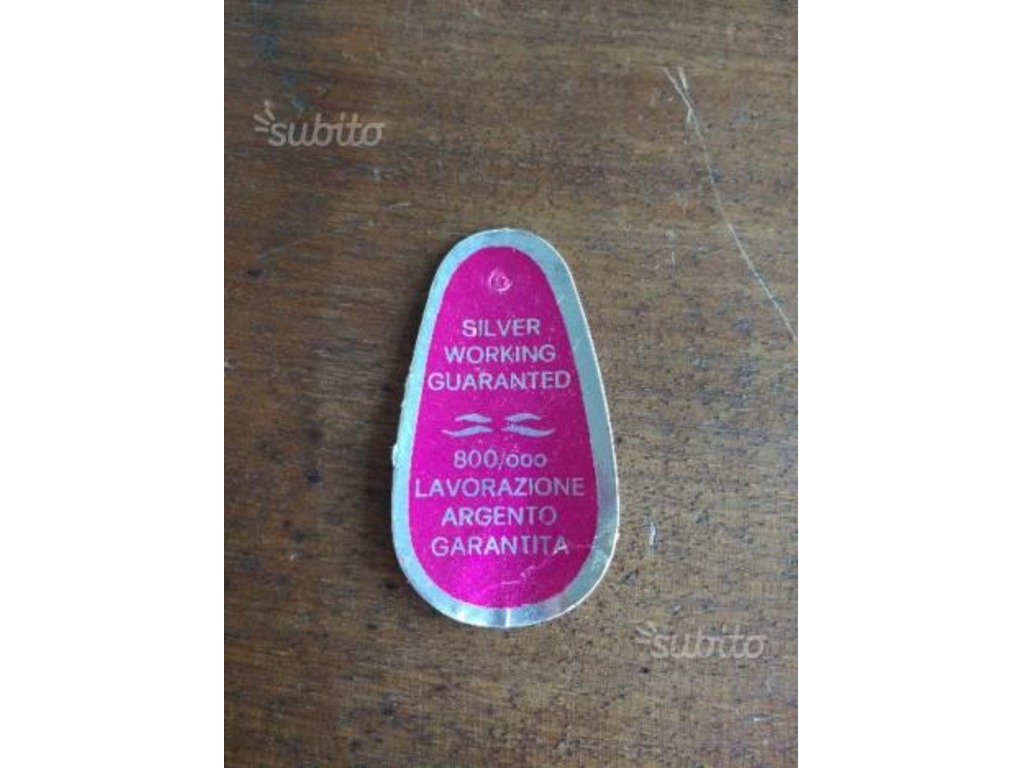 subito
SILVER
WORKING
GUARANTED
800/000
LAVORAZIONE
ARGENTO
GARANTITA
subito